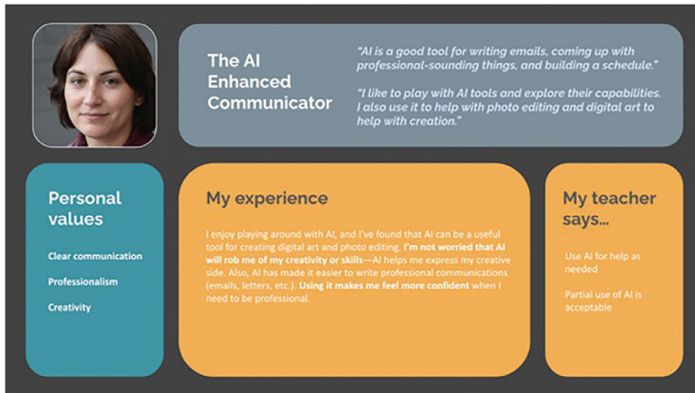 The AI
Enhanced
Communicator
“AI is a good tool for writing emails, coming up with
professional-sounding things, and building a schedule.”
“I like to play with AI tools and explore their capabilities.
I also use it to help with photo editing and digital art to
help with creation.”
Personal
values
Clear communication
Professionalism
Creativity
My experience
I enjoy playing around with AI, and I’ve found that AI can be a useful
tool for creating digital art and photo editing. I’m not worried that AI
will rob me of my creativity or skills—AI helps me express my creative
side. Also, AI has made it easier to write professional communications
(emails, letters, etc.). Using it makes me feel more confident when I
need to be professional.
My teacher
says…
Use AI for help as
needed
Partial use of AI is
acceptable